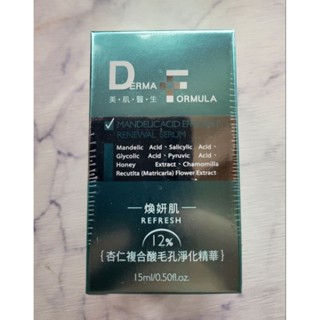 DERMA FORMULA
美・肌・醫・生
MANDELIC ACID
RENEWAL SERUM
Mandelic Acid・Salicylic Acid・
Glycolic Acid・Pyruvic Acid・
Honey Extract・Chamomilla
Recutita (Matricaria) Flower Extract
煥妍肌
REFRESH
12%
杏仁複合酸毛孔淨化精華
15ml/0.50fl.oz.